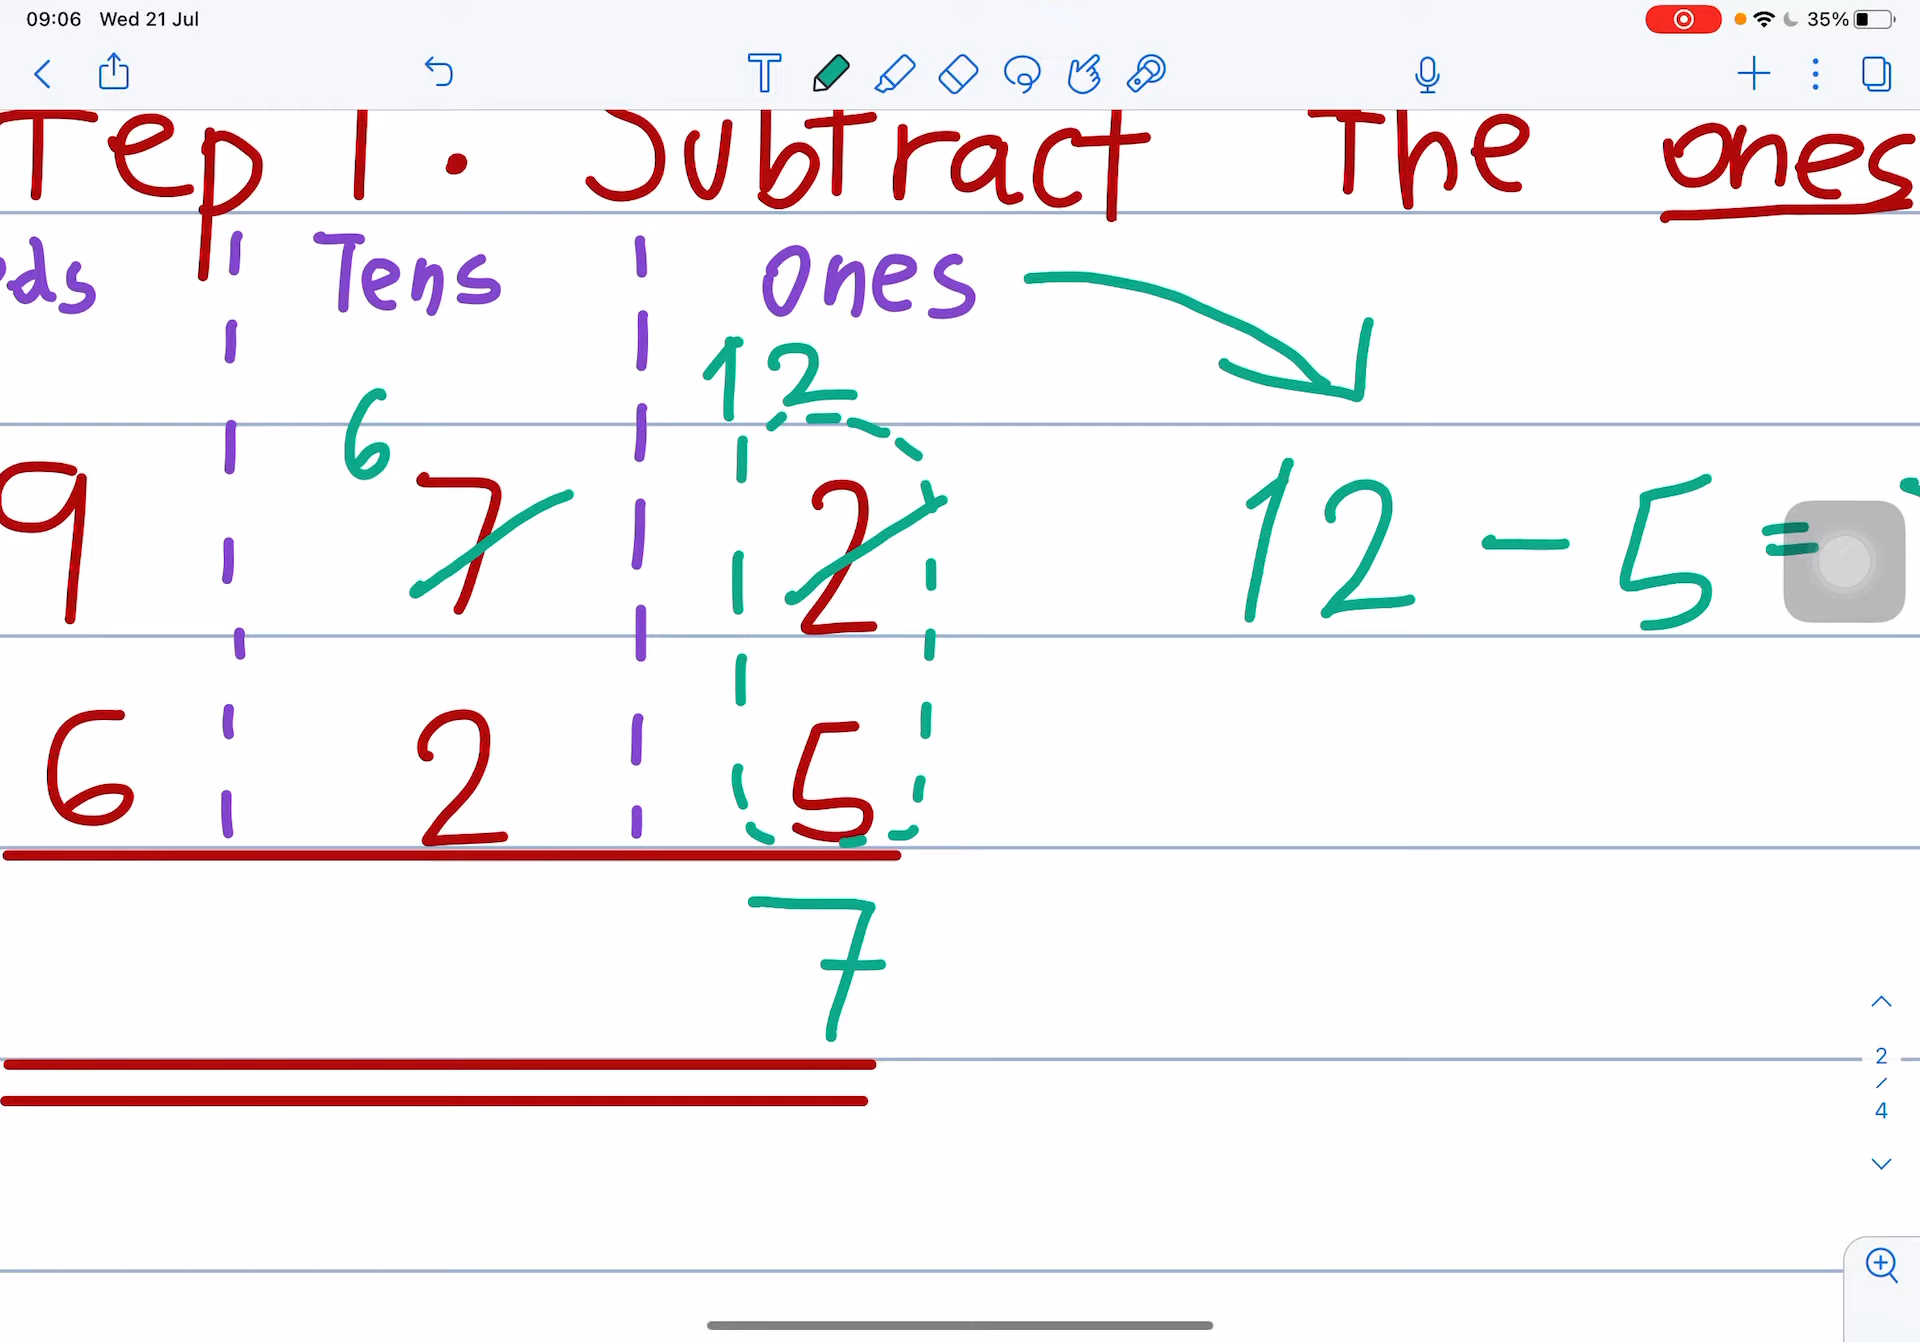 09:06 Wed 21 Jul 35%
Tep 1. Subtract The ones
ds Tens Ones
12
6
9 7 2 12 - 5 =
6 2 5
7
2
/
4